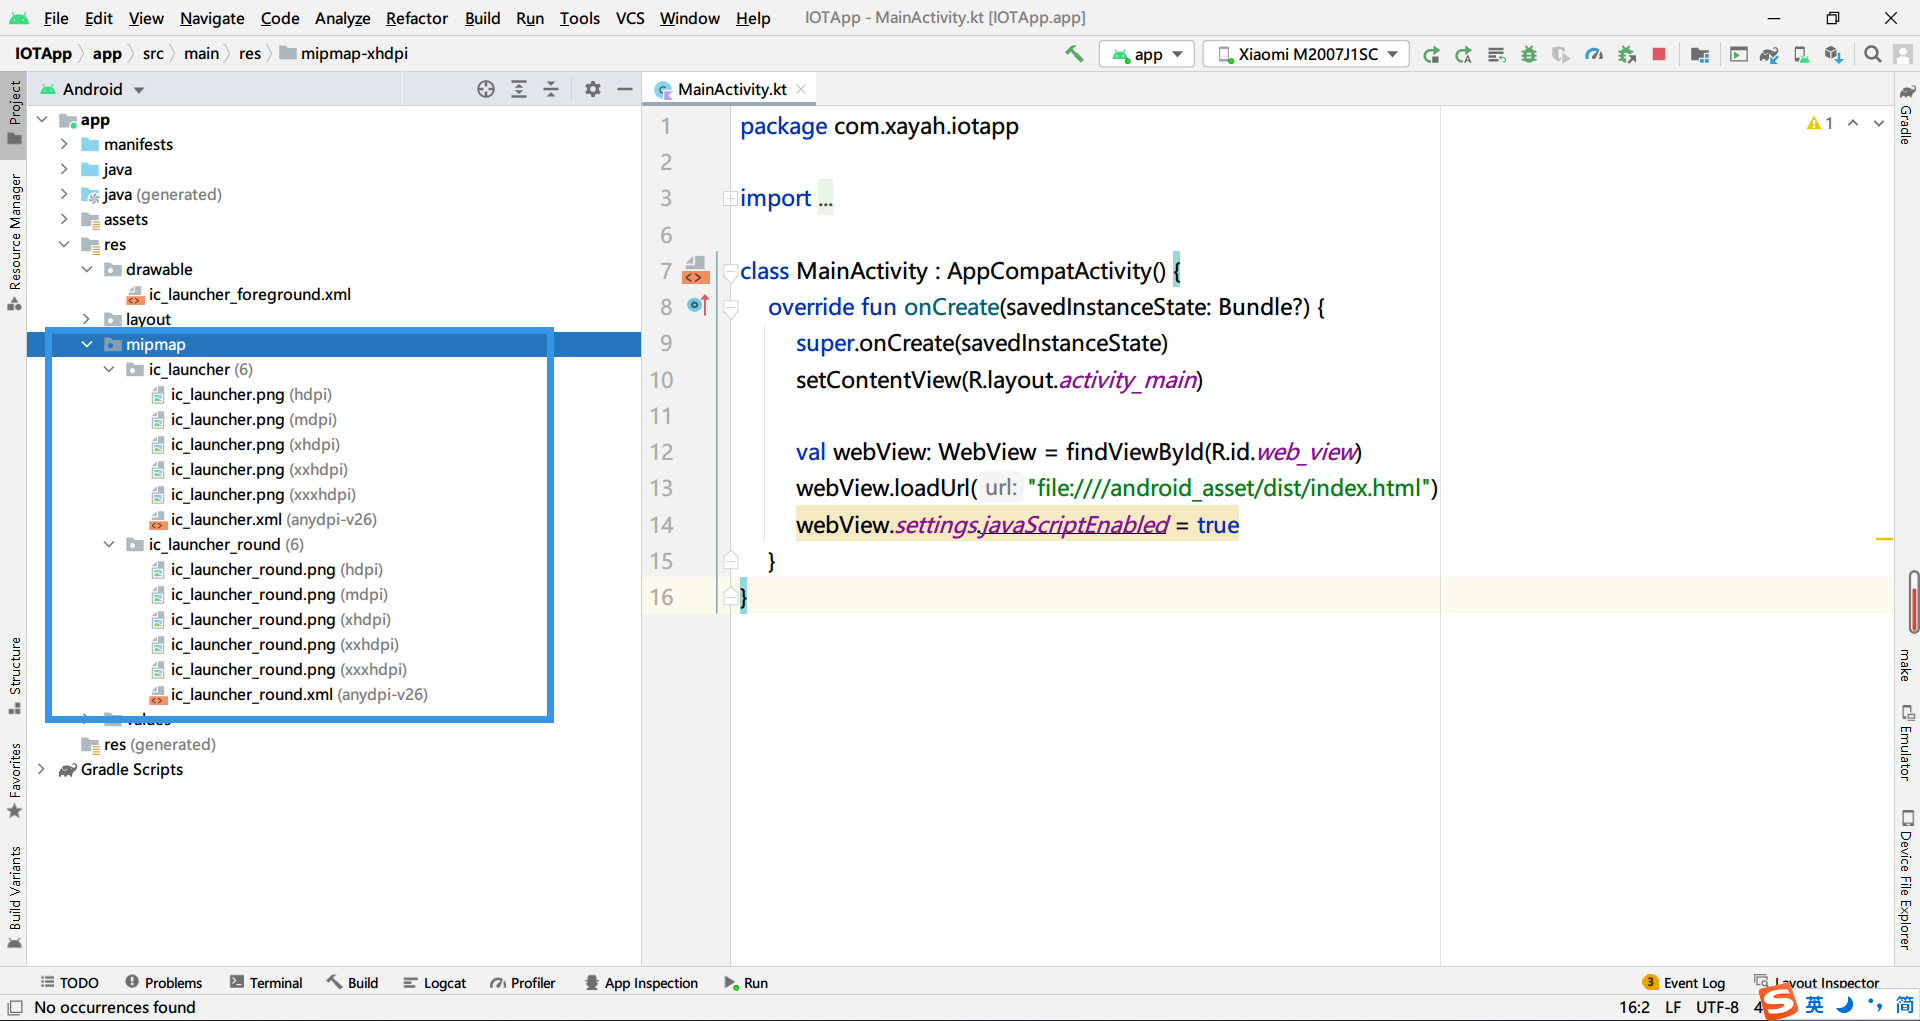 File Edit View Navigate Code Analyze Refactor Build Run Tools VCS Window Help IOTApp - MainActivity.kt [IOTApp.app]
IOTApp app src main res mipmap-xhdpi app Xiaomi M2007J1SC
Android
MainActivity.kt
Project
Resource Manager
Structure
Favorites
Build Variants
app
manifests
java
java (generated)
assets
res
drawable
ic_launcher_foreground.xml
layout
mipmap
ic_launcher (6)
ic_launcher.png (hdpi)
ic_launcher.png (mdpi)
ic_launcher.png (xhdpi)
ic_launcher.png (xxhdpi)
ic_launcher.png (xxxhdpi)
ic_launcher.xml (anydpi-v26)
ic_launcher_round (6)
ic_launcher_round.png (hdpi)
ic_launcher_round.png (mdpi)
ic_launcher_round.png (xhdpi)
ic_launcher_round.png (xxhdpi)
ic_launcher_round.png (xxxhdpi)
ic_launcher_round.xml (anydpi-v26)
values
res (generated)
Gradle Scripts
1 package com.xayah.iotapp
2
3 import ...
6
7 class MainActivity : AppCompatActivity() {
8 override fun onCreate(savedInstanceState: Bundle?) {
9 super.onCreate(savedInstanceState)
10 setContentView(R.layout.activity_main)
11
12 val webView: WebView = findViewById(R.id.web_view)
13 webView.loadUrl( url: "file:////android_asset/dist/index.html")
14 webView.settings.javaScriptEnabled = true
15 }
16 }
1
Gradle
make
Emulator
Device File Explorer
TODO Problems Terminal Build Logcat Profiler App Inspection Run 3 Event Log Layout Inspector
No occurrences found 16:2 LF UTF-8 4
S 英 简